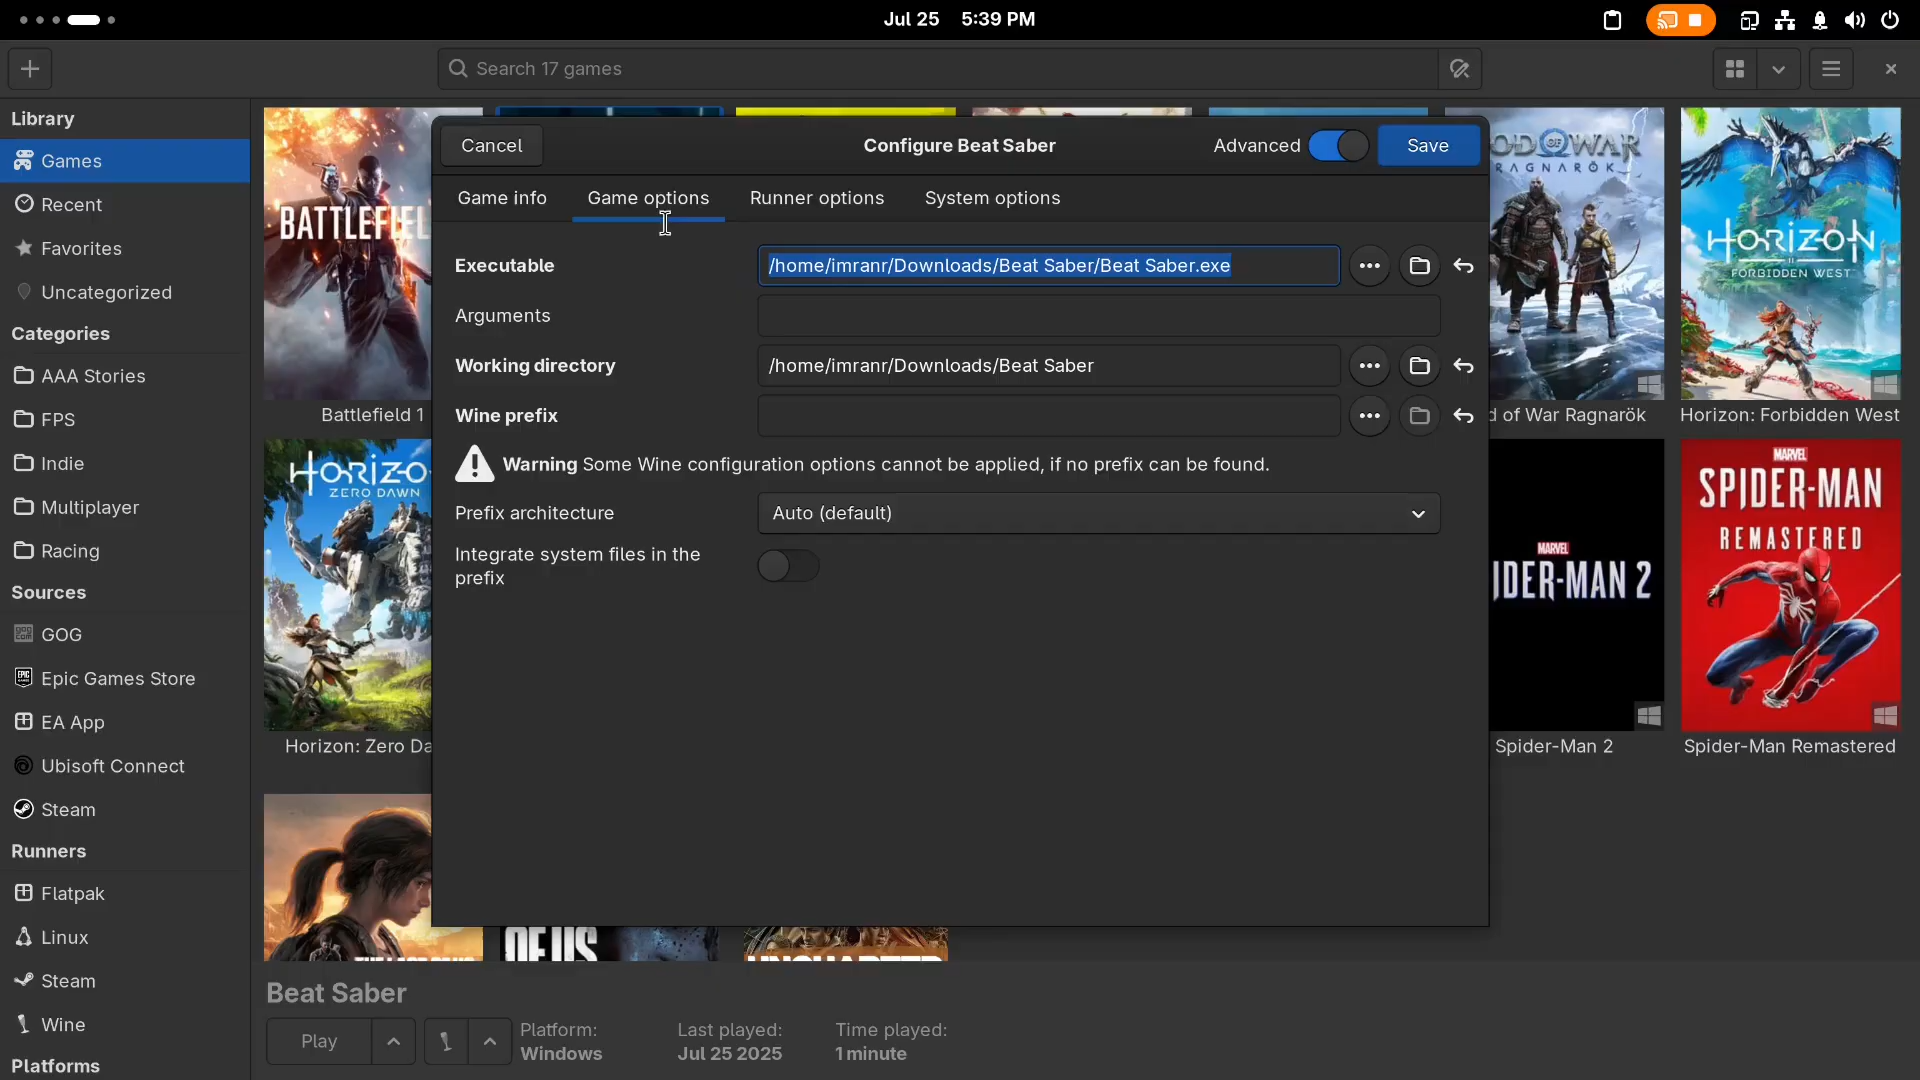 Jul 25 5:39 PM
Search 17 games
Library
Games
Recent
Favorites
Uncategorized
Categories
AAA Stories
FPS
Indie
Multiplayer
Racing
Sources
GOG
Epic Games Store
EA App
Ubisoft Connect
Steam
Runners
Flatpak
Linux
Steam
Wine
Platforms
Cancel
Configure Beat Saber
Advanced
Save
Game info
Game options
Runner options
System options
Executable
/home/imranr/Downloads/Beat Saber/Beat Saber.exe
Arguments
Working directory
/home/imranr/Downloads/Beat Saber
Wine prefix
Warning Some Wine configuration options cannot be applied, if no prefix can be found.
Prefix architecture
Auto (default)
Integrate system files in the
prefix
BATTLEFIEL
Battlefield 1
OD OF WAR
RAGNARÖK
d of War Ragnarök
HORIZON
FORBIDDEN WEST
Horizon: Forbidden West
HORIZO
ZERO DAWN
Horizon: Zero Da
MARVEL
IDER-MAN 2
Spider-Man 2
MARVEL
SPIDER-MAN
REMASTERED
Spider-Man Remastered
DEUS
UNCHARTED
Beat Saber
Play
Platform:
Windows
Last played:
Jul 25 2025
Time played:
1 minute